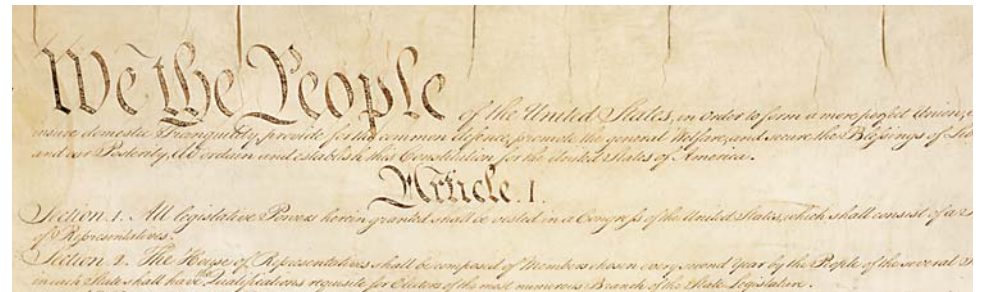 We the People of the United States, in Order to form a more perfect Union,
insure domestic Tranquility, provide for the common defence, promote the general Welfare, and secure the Blessings of
and our Posterity, do ordain and establish this Constitution for the United States of America.
Article. I.
Section. 1. All legislative Powers herein granted shall be vested in a Congress of the United States, which shall consist of a
of Representatives.
Section. 2. The House of Representatives shall be composed of Members chosen every second Year by the People of the several
in each State shall have the Qualifications requisite for Electors of the most numerous Branch of the State Legislature.